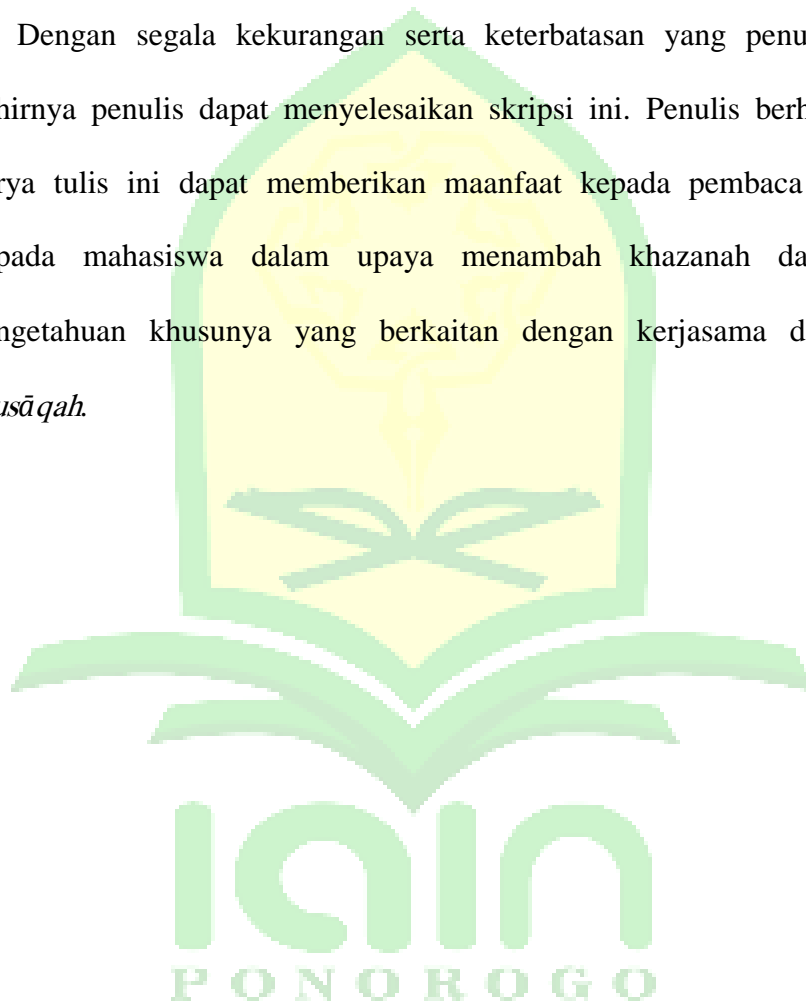 Dengan segala kekurangan serta keterbatasan yang penu
hirnya penulis dapat menyelesaikan skripsi ini. Penulis berh
rya tulis ini dapat memberikan maanfaat kepada pembaca
pada mahasiswa dalam upaya menambah khazanah da
ngetahuan khusunya yang berkaitan dengan kerjasama d
usāqah.
iain
PONOROGO